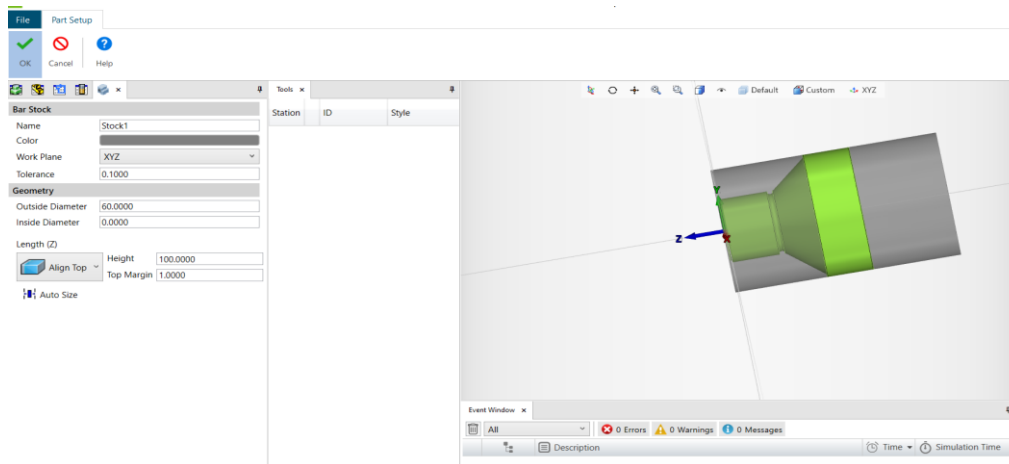 File Part Setup
OK Cancel Help
Tools
Default Custom XYZ
Bar Stock
Station ID Style
Name Stock1
Color
Work Plane XYZ
Tolerance 0.1000
Geometry
Outside Diameter 60.0000
Inside Diameter 0.0000
Length (Z)
Align Top
Height 100.0000
Top Margin 1.0000
Auto Size
Y
Z X
Event Window
All 0 Errors 0 Warnings 0 Messages
Description Time Simulation Time